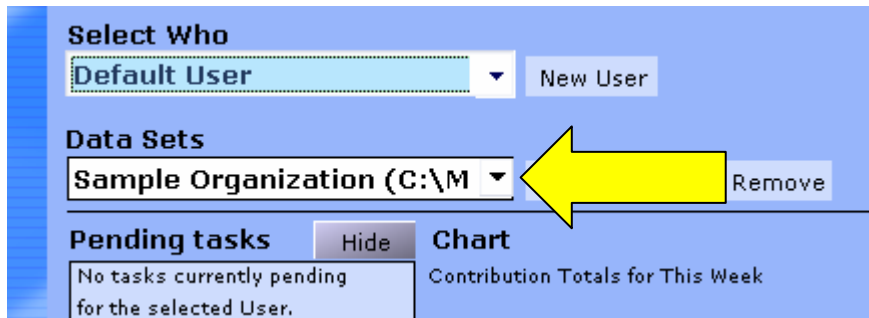 Select Who
Default User
New User
Data Sets
Sample Organization (C:\M
Remove
Pending tasks
Hide
Chart
No tasks currently pending
for the selected User.
Contribution Totals for This Week